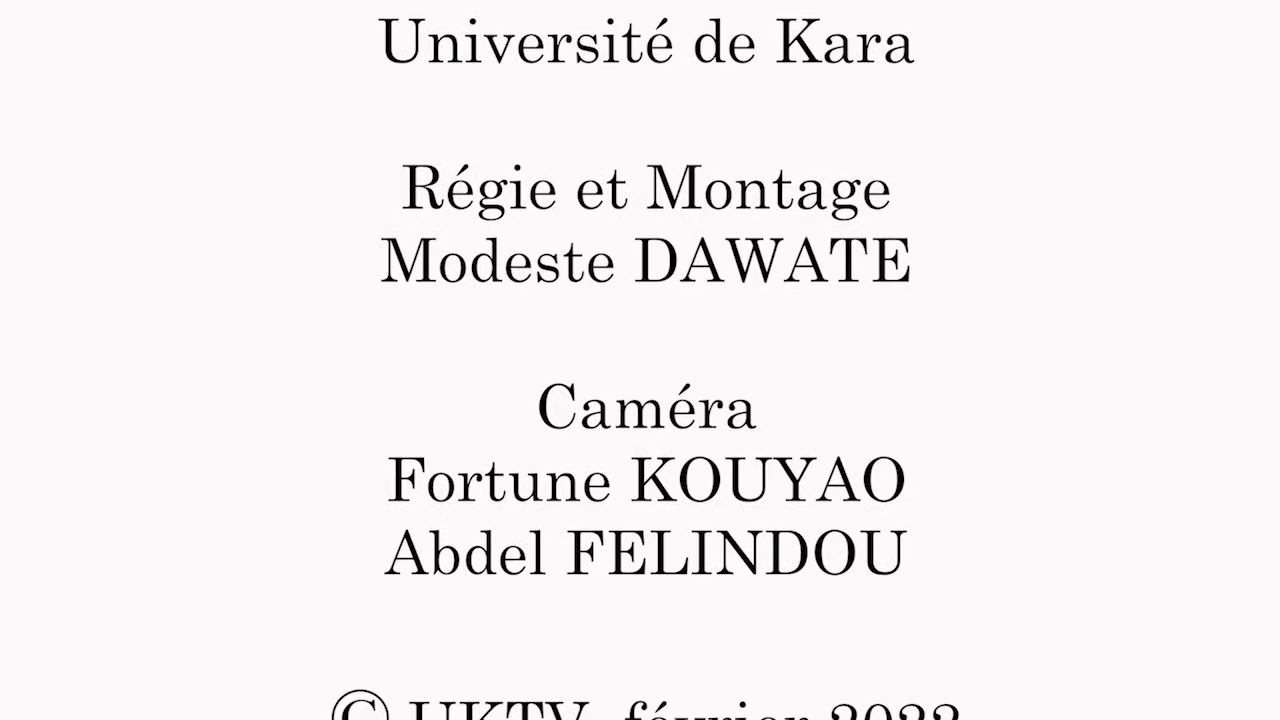 Université de Kara
Régie et Montage
Modeste DAWATE
Caméra
Fortune KOUYAO
Abdel FELINDOU
© UKTV, février